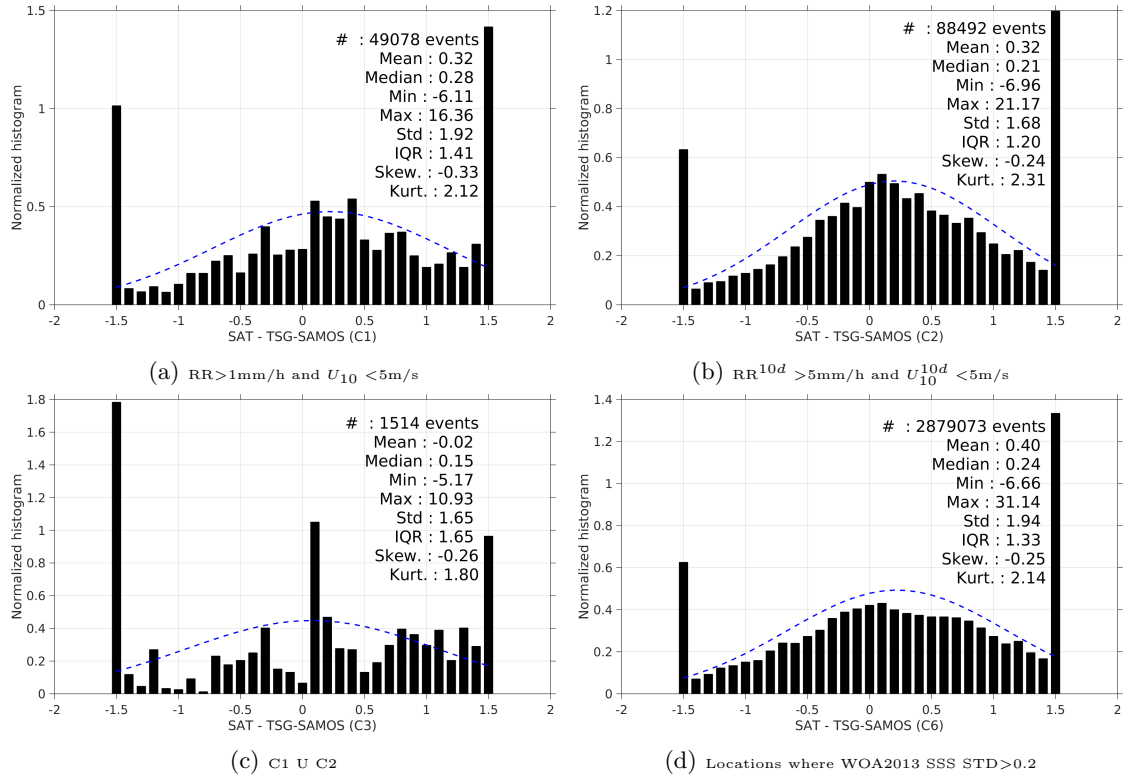 1.5
1
0.5
0
Normalized histogram
# : 49078 events
Mean : 0.32
Median : 0.28
Min : -6.11
Max : 16.36
Std : 1.92
IQR : 1.41
Skew. : -0.33
Kurt. : 2.12
-2 -1.5 -1 -0.5 0 0.5 1 1.5 2
SAT - TSG-SAMOS (C1)
(a) RR>1mm/h and U10 <5m/s
1.2
1
0.8
0.6
0.4
0.2
0
Normalized histogram
# : 88492 events
Mean : 0.32
Median : 0.21
Min : -6.96
Max : 21.17
Std : 1.68
IQR : 1.20
Skew. : -0.24
Kurt. : 2.31
-2 -1.5 -1 -0.5 0 0.5 1 1.5 2
SAT - TSG-SAMOS (C2)
(b) RR^10d >5mm/h and U10^10d <5m/s
1.8
1.6
1.4
1.2
1
0.8
0.6
0.4
0.2
0
Normalized histogram
# : 1514 events
Mean : -0.02
Median : 0.15
Min : -5.17
Max : 10.93
Std : 1.65
IQR : 1.65
Skew. : -0.26
Kurt. : 1.80
-2 -1.5 -1 -0.5 0 0.5 1 1.5 2
SAT - TSG-SAMOS (C3)
(c) C1 U C2
1.4
1.2
1
0.8
0.6
0.4
0.2
0
Normalized histogram
# : 2879073 events
Mean : 0.40
Median : 0.24
Min : -6.66
Max : 31.14
Std : 1.94
IQR : 1.33
Skew. : -0.25
Kurt. : 2.14
-2 -1.5 -1 -0.5 0 0.5 1 1.5 2
SAT - TSG-SAMOS (C6)
(d) Locations where WOA2013 SSS STD>0.2